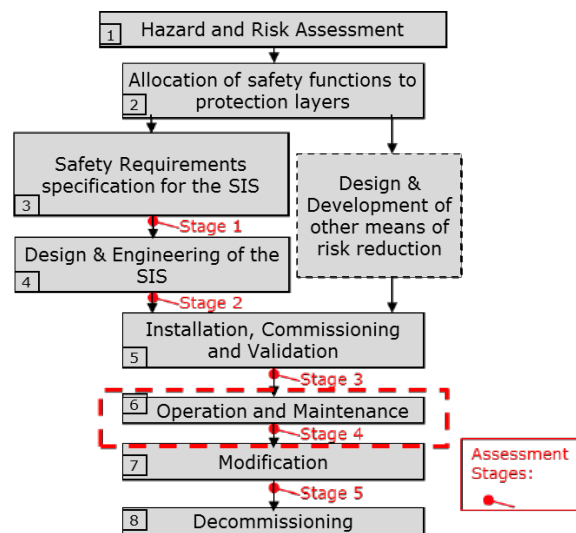 1
Hazard and Risk Assessment
Allocation of safety functions to
protection layers
2
Safety Requirements
specification for the SIS
3
Stage 1
Design & Engineering of the
SIS
4
Stage 2
Design &
Development of
other means of
risk reduction
Installation, Commissioning
and Validation
5
Stage 3
6
Operation and Maintenance
Stage 4
7
Modification
Stage 5
8
Decommissioning
Assessment
Stages: